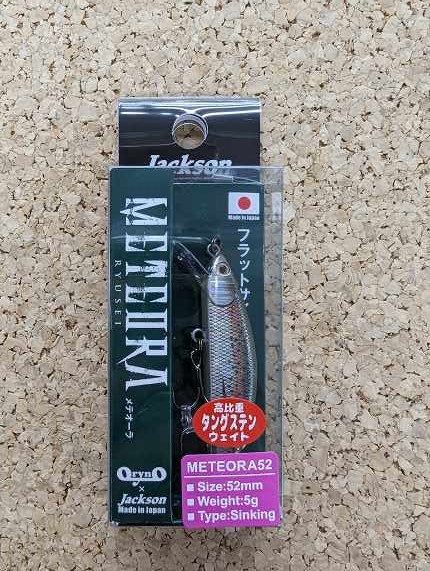 Jackson
Made in Japan
METEORA
RYUSEI
メテオーラ
フラットサ
高比重
タングステン
ウェイト
OrynO
×
Jackson
Made in Japan
METEORA52
Size:52mm
Weight:5g
Type:Sinking